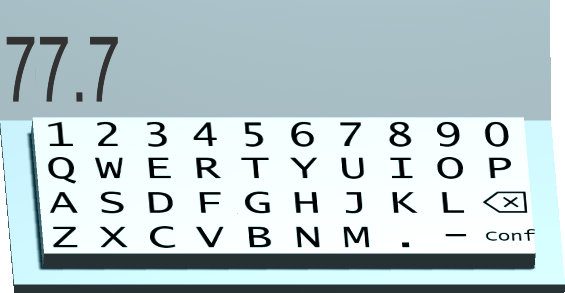 77.7
1 2 3 4 5 6 7 8 9 0
Q W E R T Y U I O P
A S D F G H J K L
Z X C V B N M . - Conf